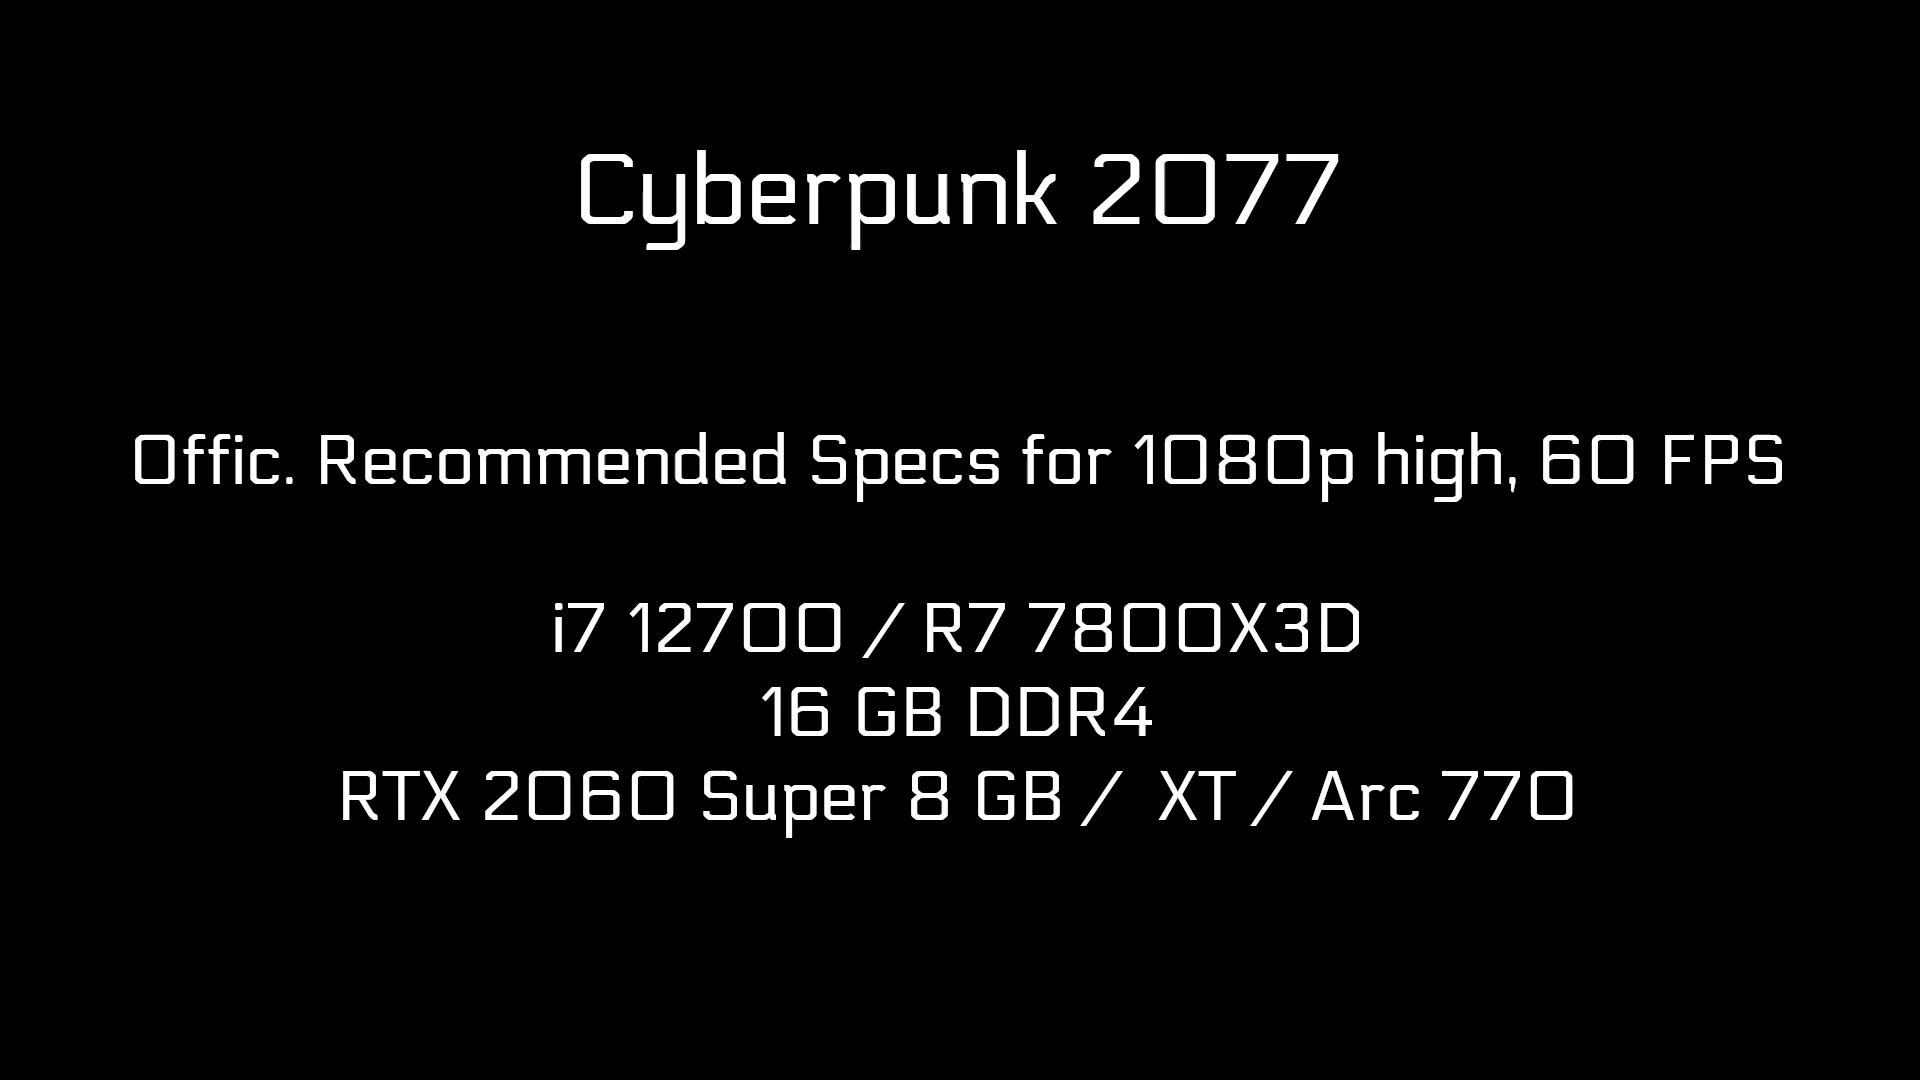 Cyberpunk 2077
Offic. Recommended Specs for 1080p high, 60 FPS
i7 12700 / R7 7800X3D
16 GB DDR4
RTX 2060 Super 8 GB /  XT / Arc 770